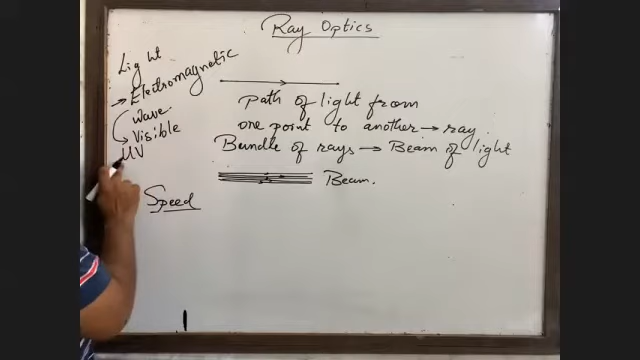 Ray Optics
Light
→ Electromagnetic
wave.
→ Visible
UV
path of light from
one point to another → ray.
Bundle of rays → Beam of light
Beam.
Speed